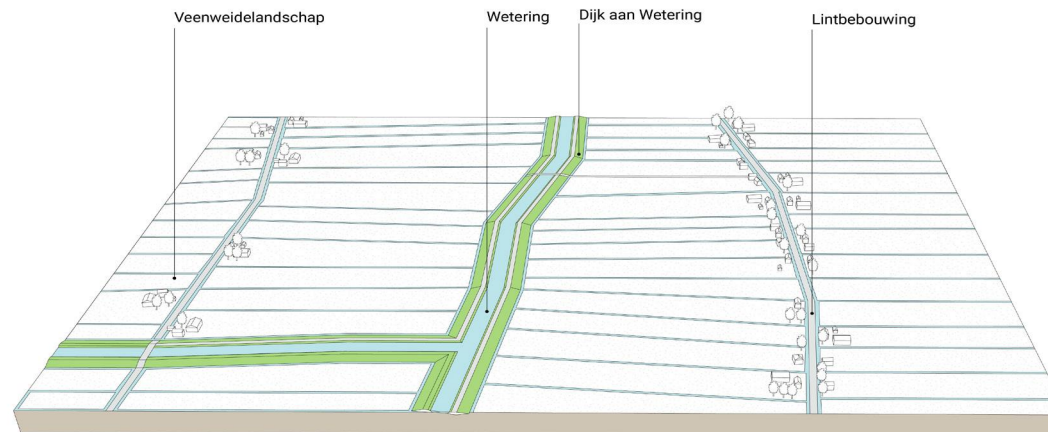 Veenweidelandschap
Wetering
Dijk aan Wetering
Lintbebouwing